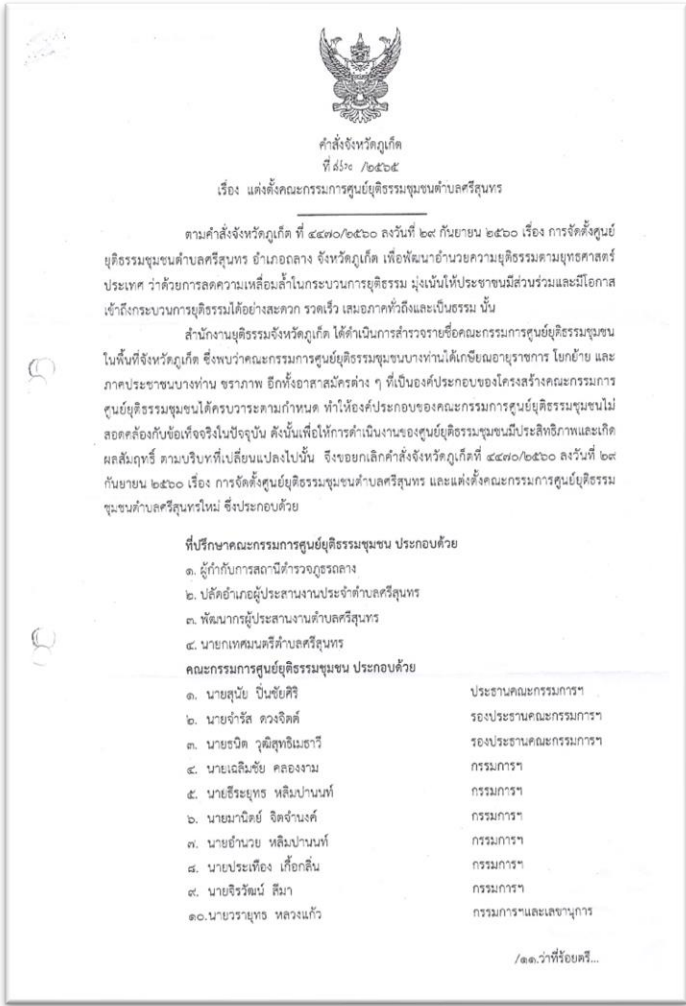 คำสั่งจังหวัดภูเก็ต
ที่ /๒๕๖๕
เรื่อง แต่งตั้งคณะกรรมการศูนย์ยุติธรรมชุมชนตำบลศรีสุนทร
ตามคำสั่งจังหวัดภูเก็ต ที่ ๔๔๗๐/๒๕๖๐ ลงวันที่ ๒๙ กันยายน ๒๕๖๐ เรื่อง การจัดตั้งศูนย์
ยุติธรรมชุมชนตำบลศรีสุนทร อำเภอถลาง จังหวัดภูเก็ต เพื่อพัฒนาอำนวยความยุติธรรมตามยุทธศาสตร์
ประเทศ ว่าด้วยการลดความเหลื่อมล้ำในกระบวนการยุติธรรม มุ่งเน้นให้ประชาชนมีส่วนร่วมและมีโอกาส
เข้าถึงกระบวนการยุติธรรมได้อย่างสะดวก รวดเร็ว เสมอภาคทั่วถึงและเป็นธรรม นั้น
สำนักงานยุติธรรมจังหวัดภูเก็ต ได้ดำเนินการสำรวจรายชื่อคณะกรรมการศูนย์ยุติธรรมชุมชน
ในพื้นที่จังหวัดภูเก็ต ซึ่งพบว่าคณะกรรมการศูนย์ยุติธรรมชุมชนบางท่านได้เกษียณอายุราชการ โยกย้าย และ
ภาคประชาชนบางท่าน ชราภาพ อีกทั้งอาสาสมัครต่าง ๆ ที่เป็นองค์ประกอบของโครงสร้างคณะกรรมการ
ศูนย์ยุติธรรมชุมชนได้ครบวาระตามกำหนด ทำให้องค์ประกอบของคณะกรรมการศูนย์ยุติธรรมชุมชนไม่
สอดคล้องกับข้อเท็จจริงในปัจจุบัน ดังนั้นเพื่อให้การดำเนินงานของศูนย์ยุติธรรมชุมชนมีประสิทธิภาพและเกิด
ผลสัมฤทธิ์ ตามบริบทที่เปลี่ยนแปลงไปนั้น จึงขอยกเลิกคำสั่งจังหวัดภูเก็ตที่ ๔๔๗๐/๒๕๖๐ ลงวันที่ ๒๙
กันยายน ๒๕๖๐ เรื่อง การจัดตั้งศูนย์ยุติธรรมชุมชนตำบลศรีสุนทร และแต่งตั้งคณะกรรมการศูนย์ยุติธรรม
ชุมชนตำบลศรีสุนทรใหม่ ซึ่งประกอบด้วย
ที่ปรึกษาคณะกรรมการศูนย์ยุติธรรมชุมชน ประกอบด้วย
๑. ผู้กำกับการสถานีตำรวจภูธรถลาง
๒. ปลัดอำเภอผู้ประสานงานประจำตำบลศรีสุนทร
๓. พัฒนากรผู้ประสานงานตำบลศรีสุนทร
๔. นายกเทศมนตรีตำบลศรีสุนทร
คณะกรรมการศูนย์ยุติธรรมชุมชน ประกอบด้วย
๑. นายสุนัย ปิ่นชัยศิริ ประธานคณะกรรมการฯ
๒. นายจำรัส ดวงจิตต์ รองประธานคณะกรรมการฯ
๓. นายธนิต วุฒิสุทธิเมธาวี รองประธานคณะกรรมการฯ
๔. นายเฉลิมชัย คลองงาม กรรมการฯ
๕. นายธีระยุทธ หลิมปานนท์ กรรมการฯ
๖. นายมานิตย์ จิตจำนงค์ กรรมการฯ
๗. นายอำนวย หลิมปานนท์ กรรมการฯ
๘. นายประเทือง เกื้อกลิ่น กรรมการฯ
๙. นายจิรวัฒน์ ลีมา กรรมการฯ
๑๐.นายวรายุทธ หลวงแก้ว กรรมการฯและเลขานุการ
/๑๑.ว่าที่ร้อยตรี...